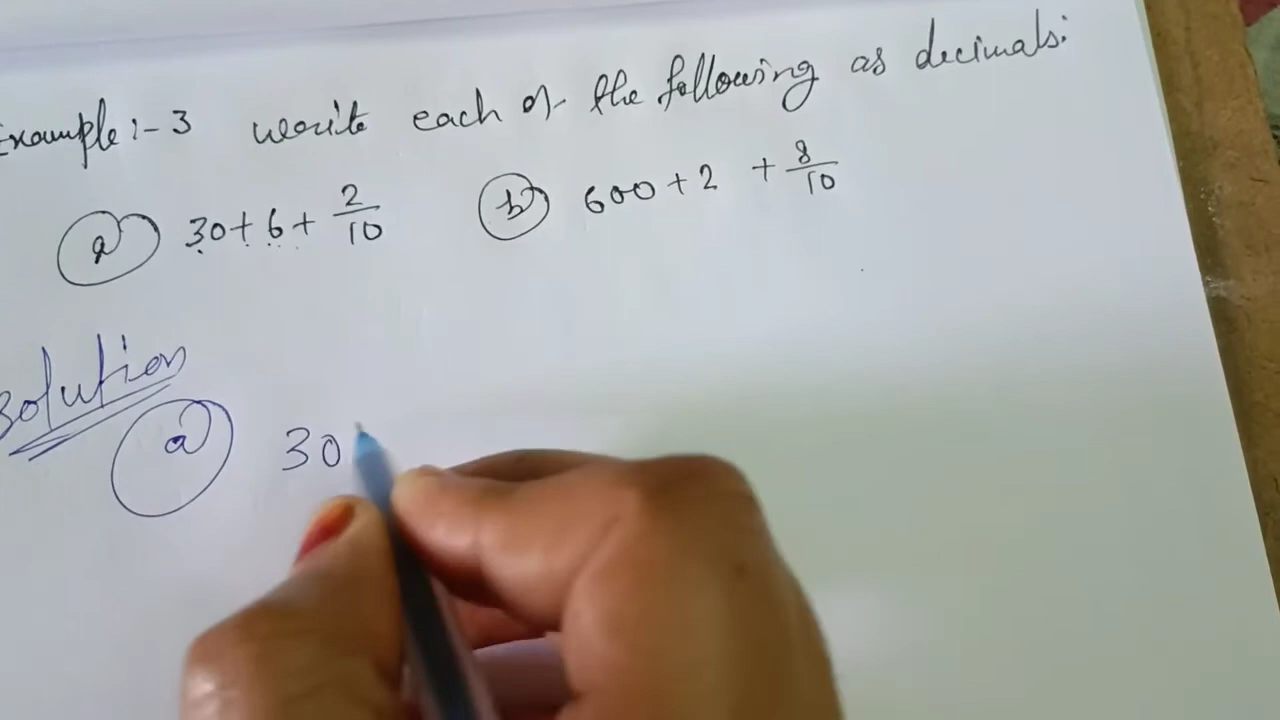 Example :- 3 write each of the following as decimals:
a 30 + 6 + 2/10 b 600 + 2 + 8/10
Solution
a 30